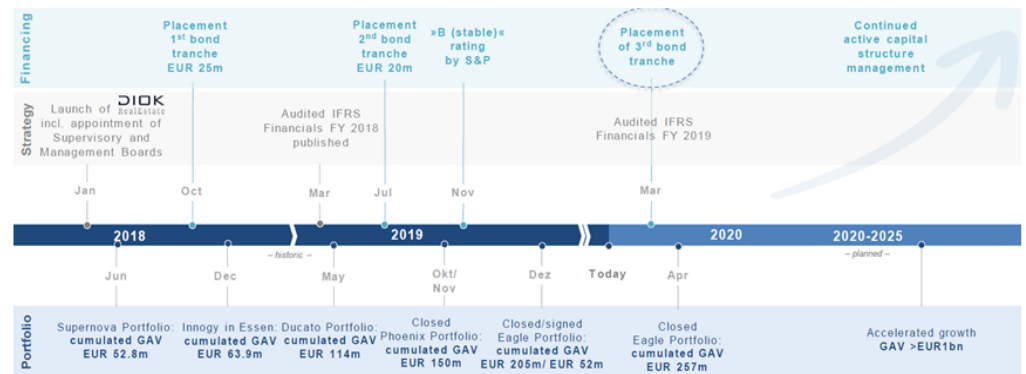 Financing
Placement
1st bond
tranche
EUR 25m
Placement
2nd bond
tranche
EUR 20m
»B (stable)«
rating
by S&P
Placement
of 3rd bond
tranche
Continued
active capital
structure
management
Strategy
Launch of DIOK
RealEstate
incl. appointment of
Supervisory and
Management Boards
Audited IFRS
Financials FY 2018
published
Audited IFRS
Financials FY 2019
Jan
Oct
Mar
Jul
Nov
Mar
2018
2019
2020
2020-2025
– historic –
– planned –
Jun
Dec
May
Okt/
Nov
Dez
Today
Apr
Portfolio
Supernova Portfolio:
cumulated GAV
EUR 52.8m
Innogy in Essen:
cumulated GAV
EUR 63.9m
Ducato Portfolio:
cumulated GAV
EUR 114m
Closed
Phoenix Portfolio:
cumulated GAV
EUR 150m
Closed/signed
Eagle Portfolio:
cumulated GAV
EUR 205m/ EUR 52m
Closed
Eagle Portfolio:
cumulated GAV
EUR 257m
Accelerated growth
GAV >EUR1bn